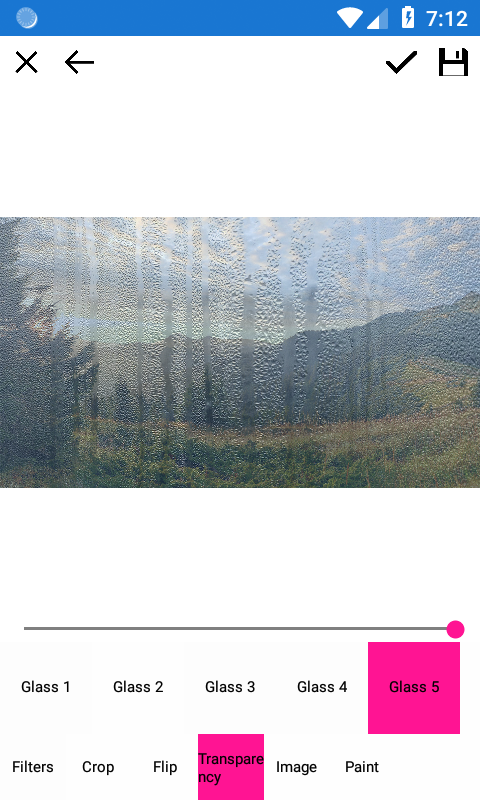 7:12
Glass 1
Glass 2
Glass 3
Glass 4
Glass 5
Filters
Crop
Flip
Transpare
ncy
Image
Paint